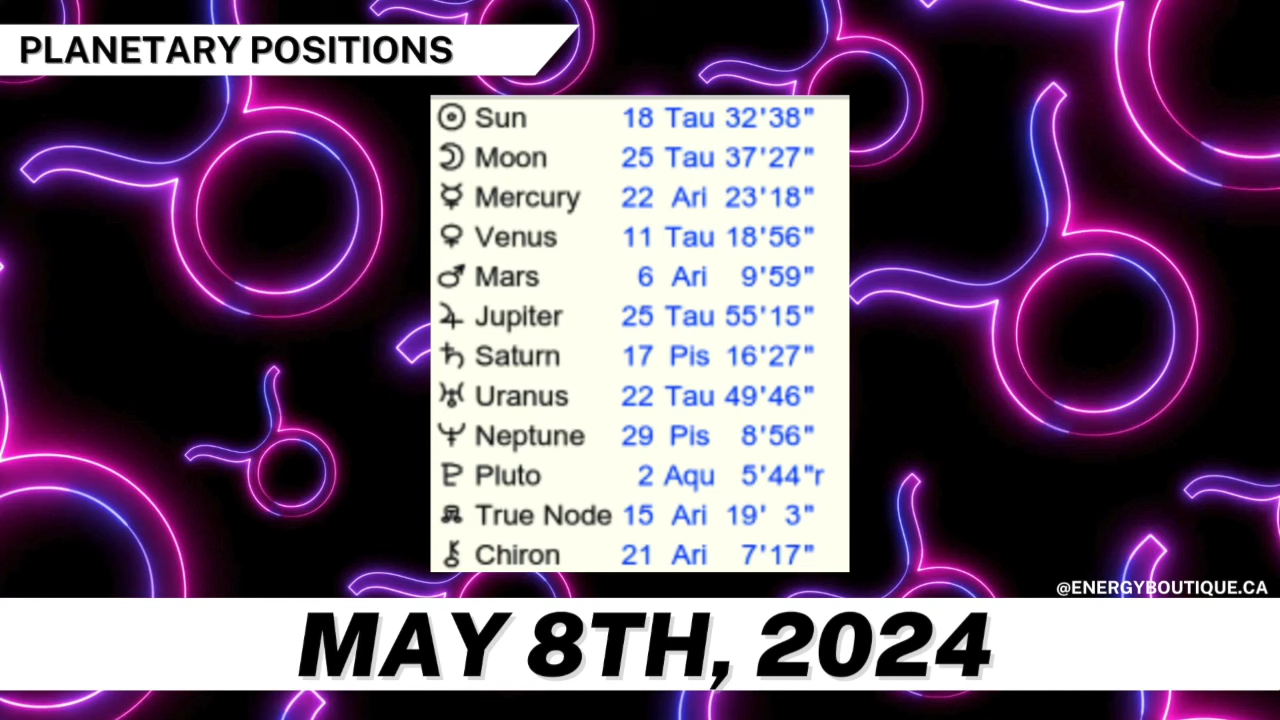 PLANETARY POSITIONS
Sun 18 Tau 32'38"
Moon 25 Tau 37'27"
Mercury 22 Ari 23'18"
Venus 11 Tau 18'56"
Mars 6 Ari 9'59"
Jupiter 25 Tau 55'15"
Saturn 17 Pis 16'27"
Uranus 22 Tau 49'46"
Neptune 29 Pis 8'56"
Pluto 2 Aqu 5'44"r
True Node 15 Ari 19' 3"
Chiron 21 Ari 7'17"
@ENERGYBOUTIQUE.CA
MAY 8TH, 2024